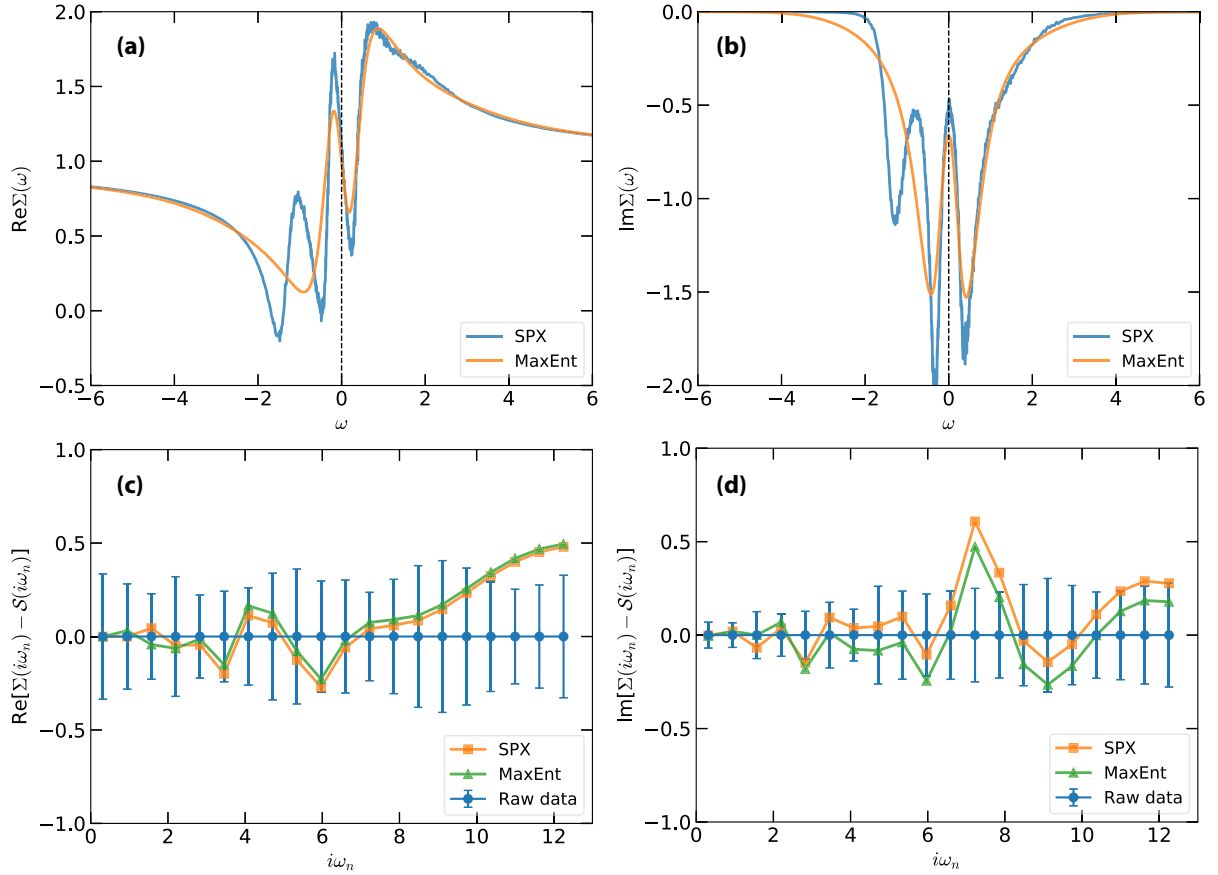 2.0
1.5
1.0
0.5
0.0
−0.5
ReΣ(ω)
(a)
SPX
MaxEnt
−6 −4 −2 0 2 4 6
ω
0.0
−0.5
−1.0
−1.5
−2.0
ImΣ(ω)
(b)
SPX
MaxEnt
−6 −4 −2 0 2 4 6
ω
1.0
0.5
0.0
−0.5
−1.0
Re[Σ(iωₙ) − 𝒮(iωₙ)]
(c)
SPX
MaxEnt
Raw data
0 2 4 6 8 10 12
iωₙ
1.0
0.5
0.0
−0.5
−1.0
Im[Σ(iωₙ) − 𝒮(iωₙ)]
(d)
SPX
MaxEnt
Raw data
0 2 4 6 8 10 12
iωₙ